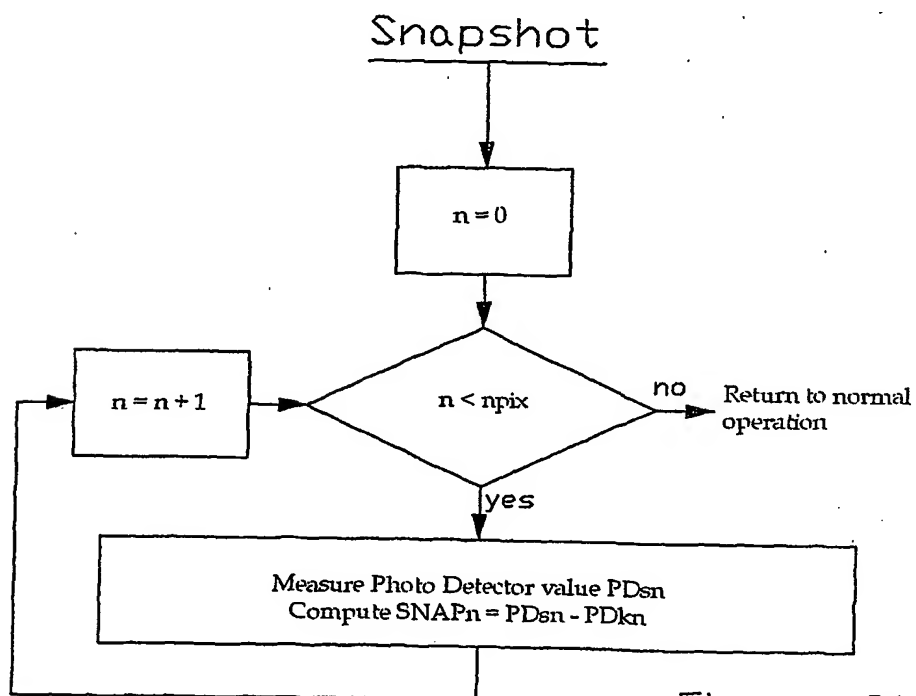 Snapshot
n = 0
n = n + 1
n < npix
no
Return to normal
operation
yes
Measure Photo Detector value PDsn
Compute SNAPn = PDsn - PDkn